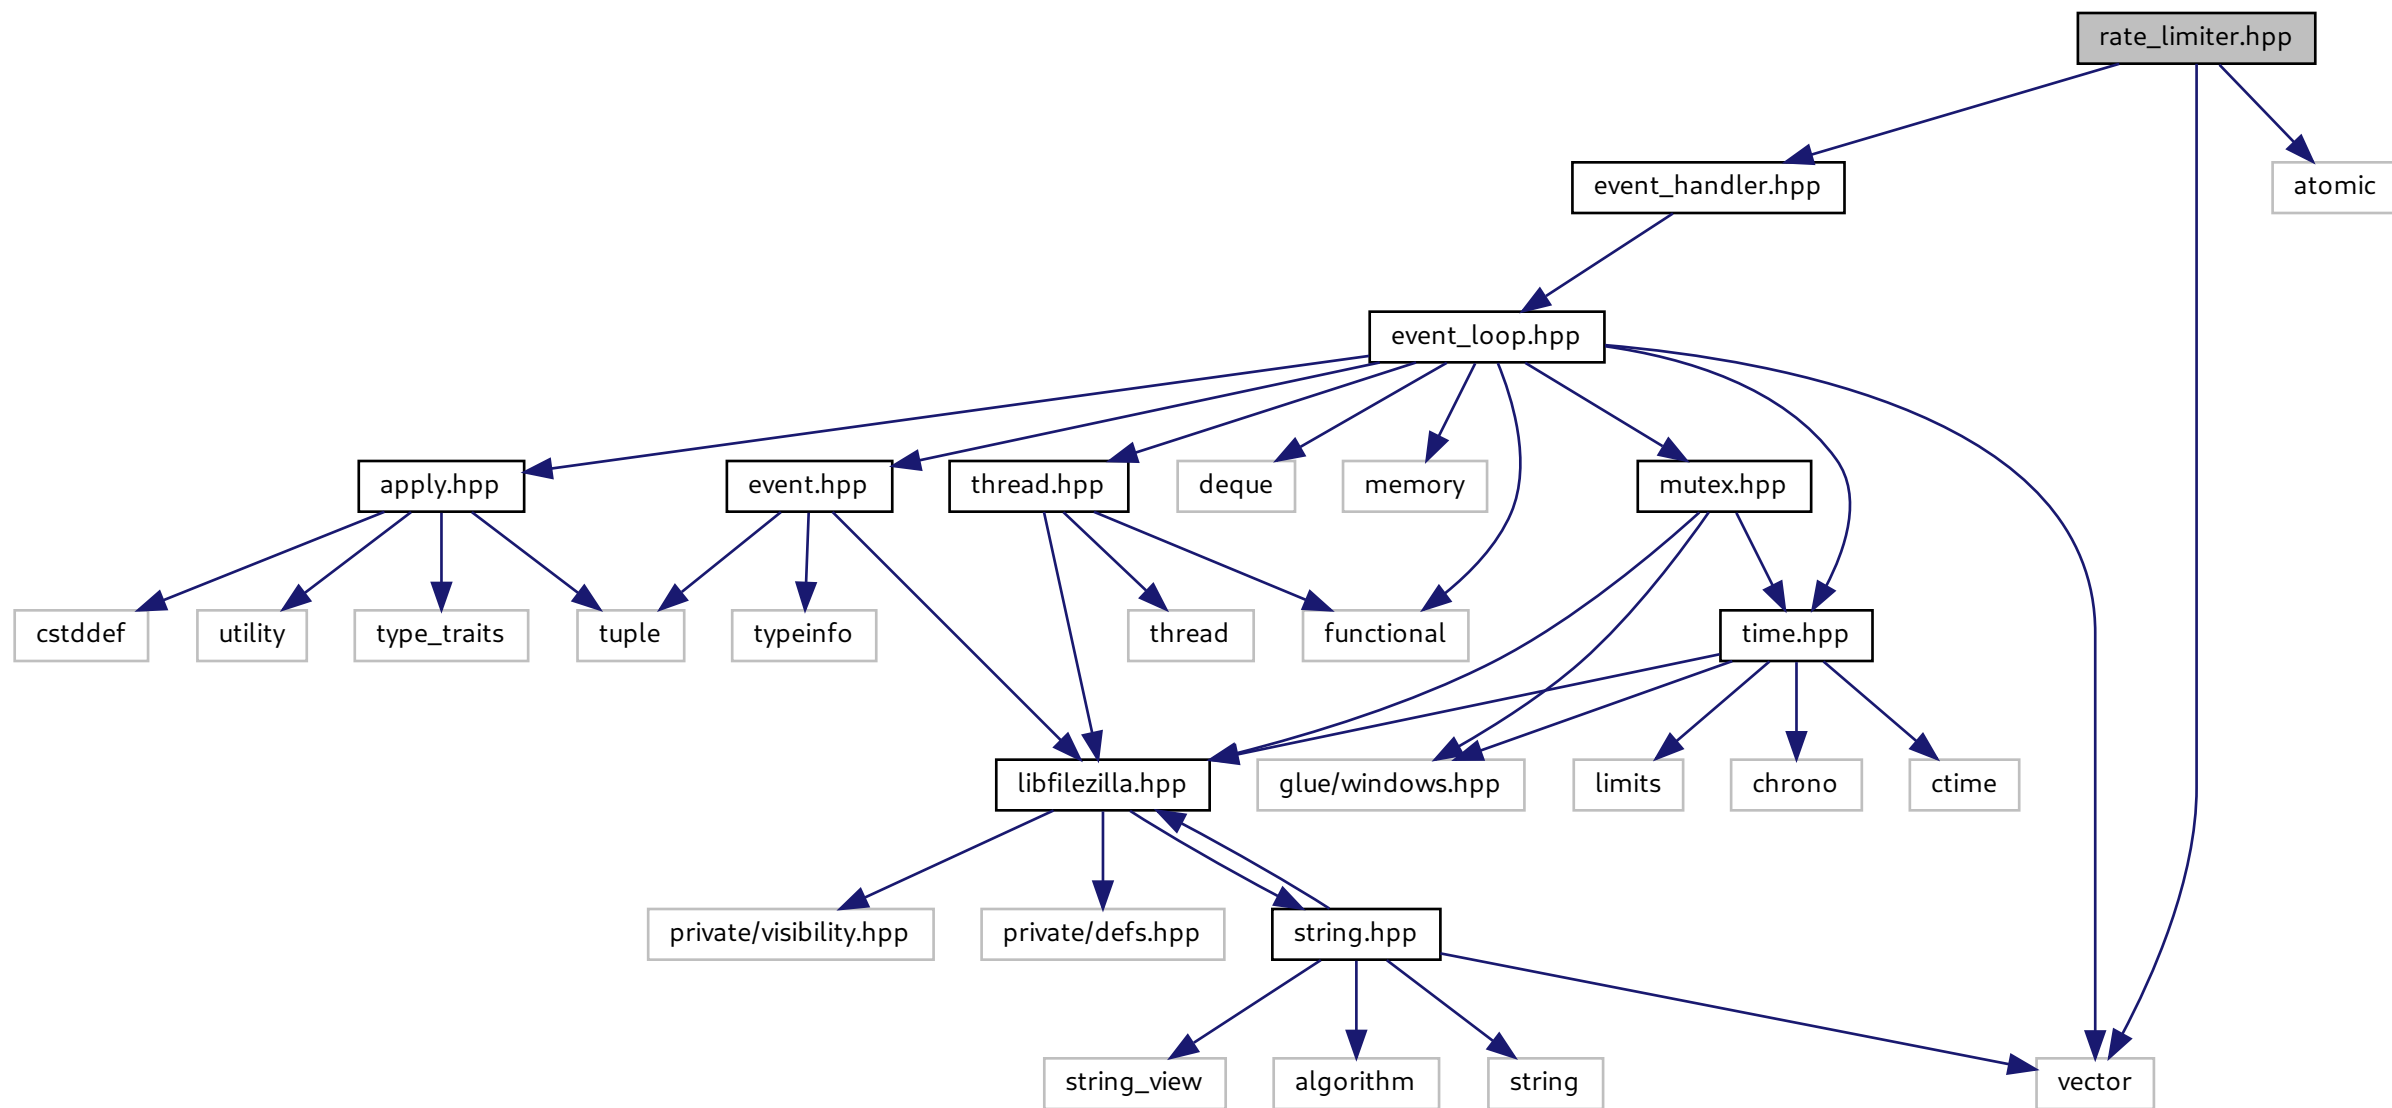 rate_limiter.hpp
event_handler.hpp
atomic
event_loop.hpp
apply.hpp
event.hpp
thread.hpp
deque
memory
mutex.hpp
cstddef
utility
type_traits
tuple
typeinfo
thread
functional
time.hpp
libfilezilla.hpp
glue/windows.hpp
limits
chrono
ctime
private/visibility.hpp
private/defs.hpp
string.hpp
string_view
algorithm
string
vector